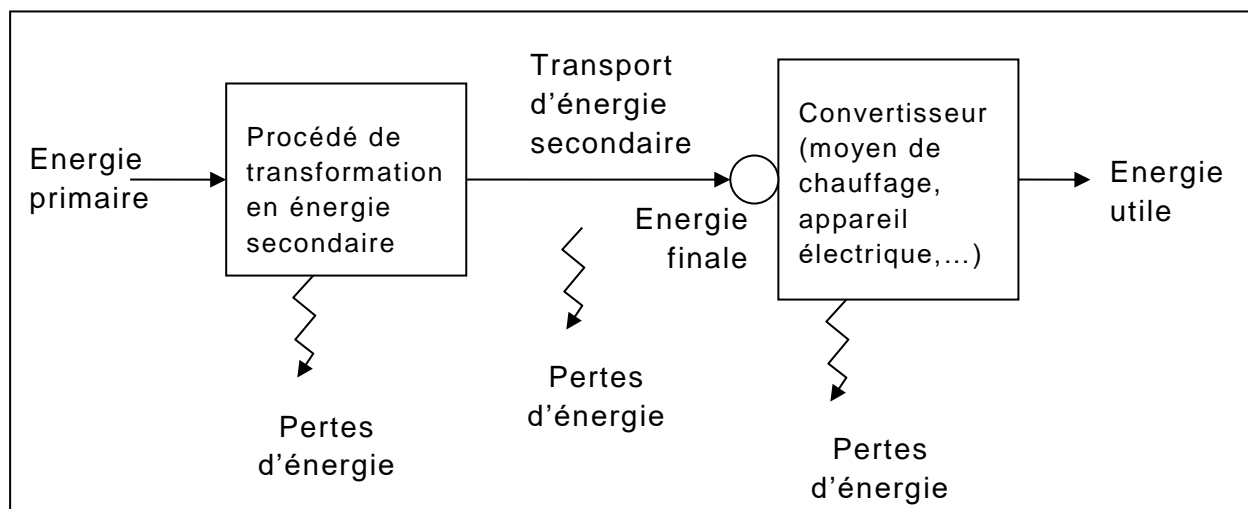 Energie
primaire
Procédé de
transformation
en énergie
secondaire
Pertes
d’énergie
Transport
d’énergie
secondaire
Pertes
d’énergie
Energie
finale
Convertisseur
(moyen de
chauffage,
appareil
électrique,…)
Pertes
d’énergie
Energie
utile